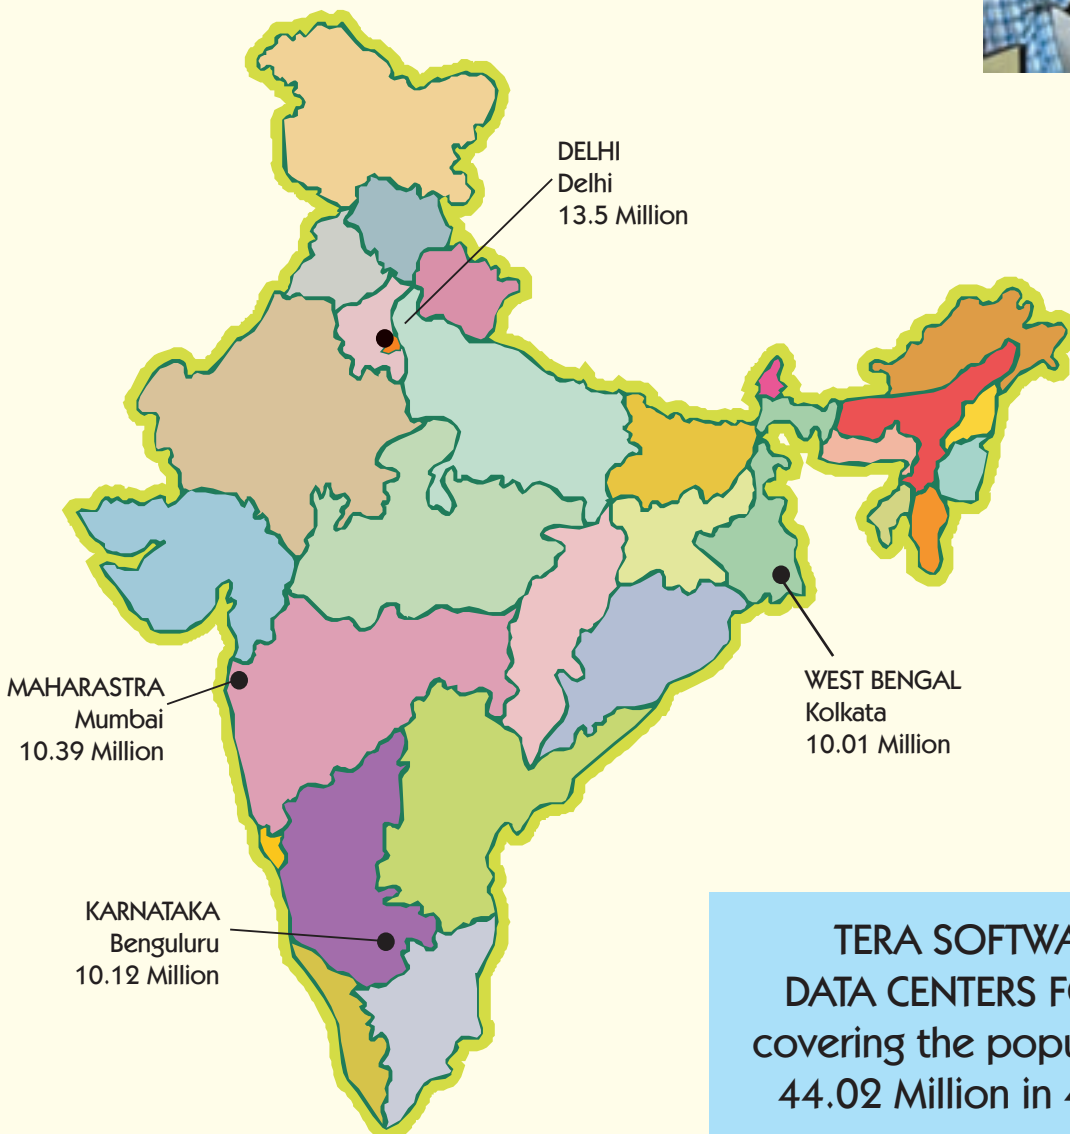 DELHI
Delhi
13.5 Million
MAHARASTRA
Mumbai
10.39 Million
WEST BENGAL
Kolkata
10.01 Million
KARNATAKA
Benguluru
10.12 Million
TERA SOFTWA
DATA CENTERS FO
covering the popu
44.02 Million in 4